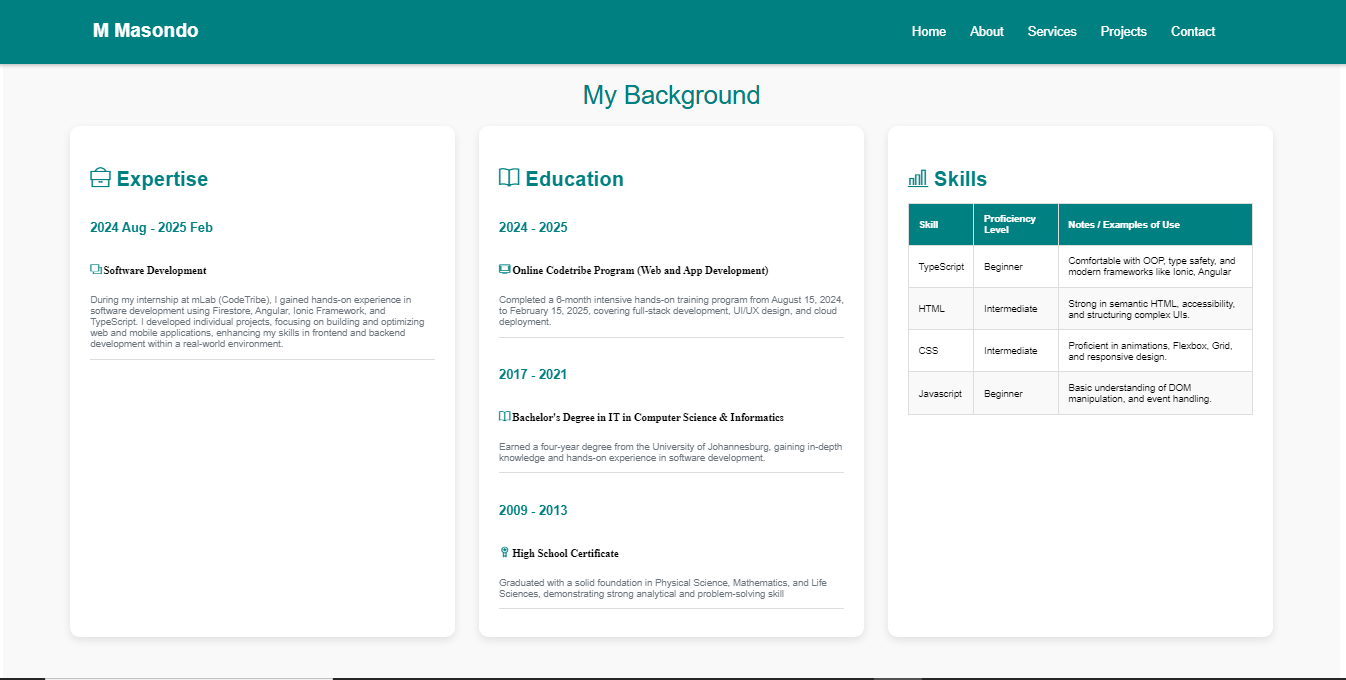 M Masondo
Home About Services Projects Contact
My Background
Expertise
2024 Aug - 2025 Feb
Software Development
During my internship at mLab (CodeTribe), I gained hands-on experience in
software development using Firestore, Angular, Ionic Framework, and
TypeScript. I developed individual projects, focusing on building and optimizing
web and mobile applications, enhancing my skills in frontend and backend
development within a real-world environment.
Education
2024 - 2025
Online Codetribe Program (Web and App Development)
Completed a 6-month intensive hands-on training program from August 15, 2024,
to February 15, 2025, covering full-stack development, UI/UX design, and cloud
deployment.
2017 - 2021
Bachelor's Degree in IT in Computer Science & Informatics
Earned a four-year degree from the University of Johannesburg, gaining in-depth
knowledge and hands-on experience in software development.
2009 - 2013
High School Certificate
Graduated with a solid foundation in Physical Science, Mathematics, and Life
Sciences, demonstrating strong analytical and problem-solving skill
Skills
Skill
Proficiency
Level
Notes / Examples of Use
TypeScript
Beginner
Comfortable with OOP, type safety, and
modern frameworks like Ionic, Angular
HTML
Intermediate
Strong in semantic HTML, accessibility,
and structuring complex UIs.
CSS
Intermediate
Proficient in animations, Flexbox, Grid,
and responsive design.
Javascript
Beginner
Basic understanding of DOM
manipulation, and event handling.